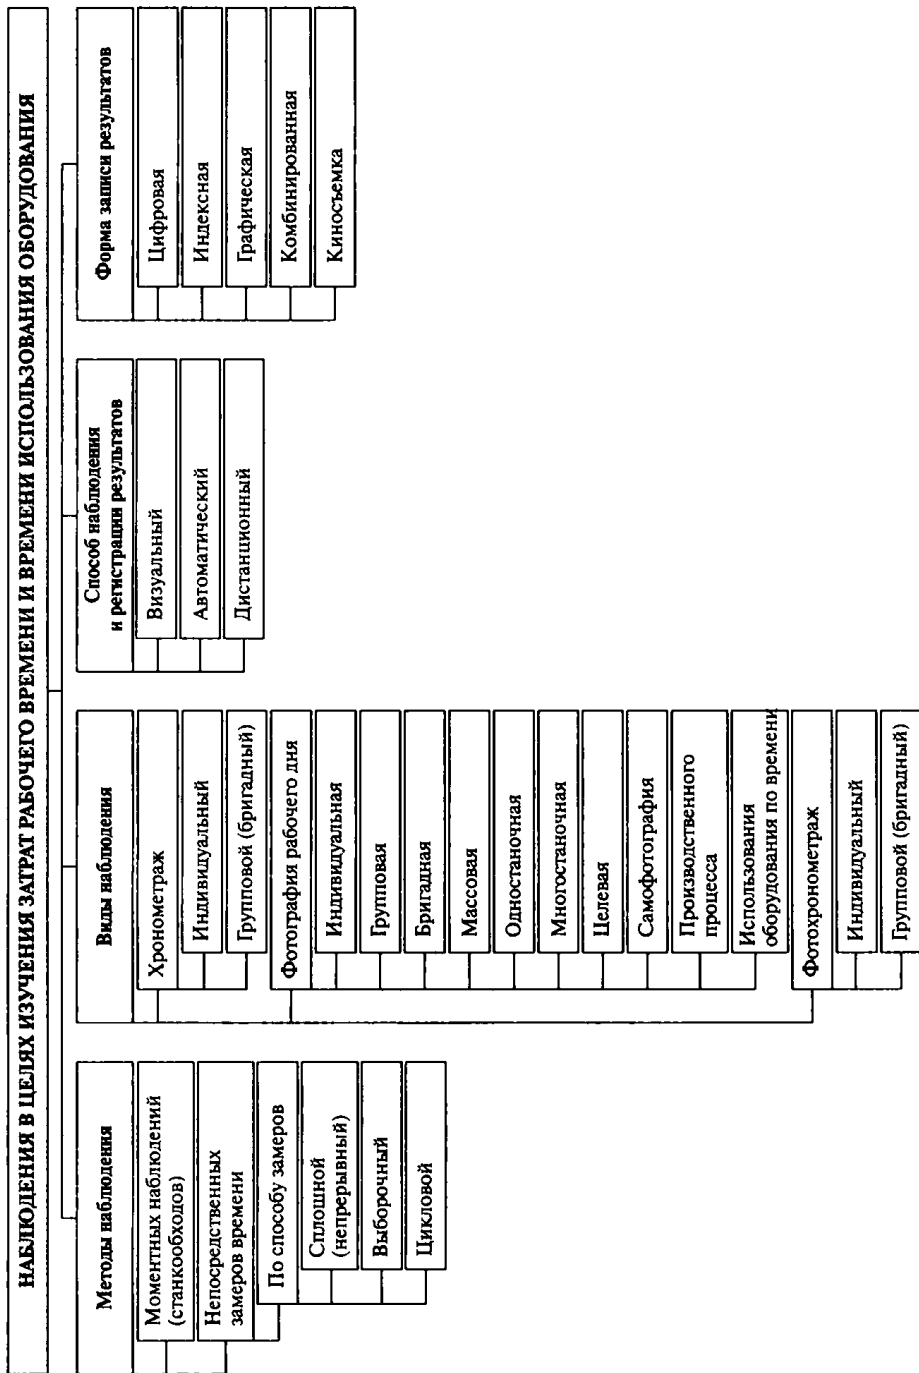 НАБЛЮДЕНИЯ В ЦЕЛЯХ ИЗУЧЕНИЯ ЗАТРАТ РАБОЧЕГО ВРЕМЕНИ И ВРЕМЕНИ ИСПОЛЬЗОВАНИЯ ОБОРУДОВАНИЯ
Методы наблюдения
Моментных наблюдений
(станкообходов)
Непосредственных
замеров времени
По способу замеров
Сплошной
(непрерывный)
Выборочный
Цикловой
Виды наблюдения
Хронометраж
Индивидуальный
Групповой (бригадный)
Фотография рабочего дня
Индивидуальная
Групповая
Бригадная
Массовая
Одностаночная
Многостаночная
Целевая
Самофотография
Производственного
процесса
Использования
оборудования по времени
Фотохронометраж
Индивидуальный
Групповой (бригадный)
Способ наблюдения
и регистрации результатов
Визуальный
Автоматический
Дистанционный
Форма записи результатов
Цифровая
Индексная
Графическая
Комбинированная
Киносъемка